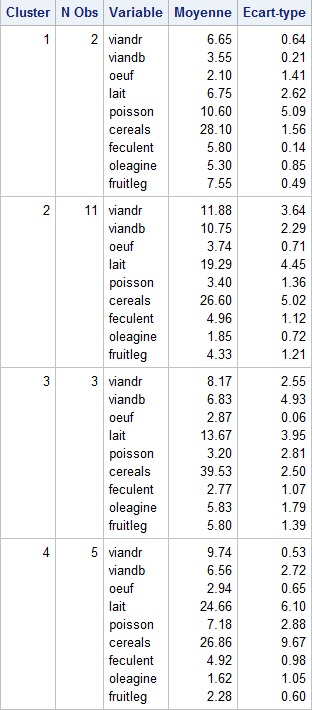 Cluster N Obs Variable Moyenne Ecart-type
1 2 viandr 6.65 0.64
viandb 3.55 0.21
oeuf 2.10 1.41
lait 6.75 2.62
poisson 10.60 5.09
cereals 28.10 1.56
feculent 5.80 0.14
oleagine 5.30 0.85
fruitleg 7.55 0.49
2 11 viandr 11.88 3.64
viandb 10.75 2.29
oeuf 3.74 0.71
lait 19.29 4.45
poisson 3.40 1.36
cereals 26.60 5.02
feculent 4.96 1.12
oleagine 1.85 0.72
fruitleg 4.33 1.21
3 3 viandr 8.17 2.55
viandb 6.83 4.93
oeuf 2.87 0.06
lait 13.67 3.95
poisson 3.20 2.81
cereals 39.53 2.50
feculent 2.77 1.07
oleagine 5.83 1.79
fruitleg 5.80 1.39
4 5 viandr 9.74 0.53
viandb 6.56 2.72
oeuf 2.94 0.65
lait 24.66 6.10
poisson 7.18 2.88
cereals 26.86 9.67
feculent 4.92 0.98
oleagine 1.62 1.05
fruitleg 2.28 0.60